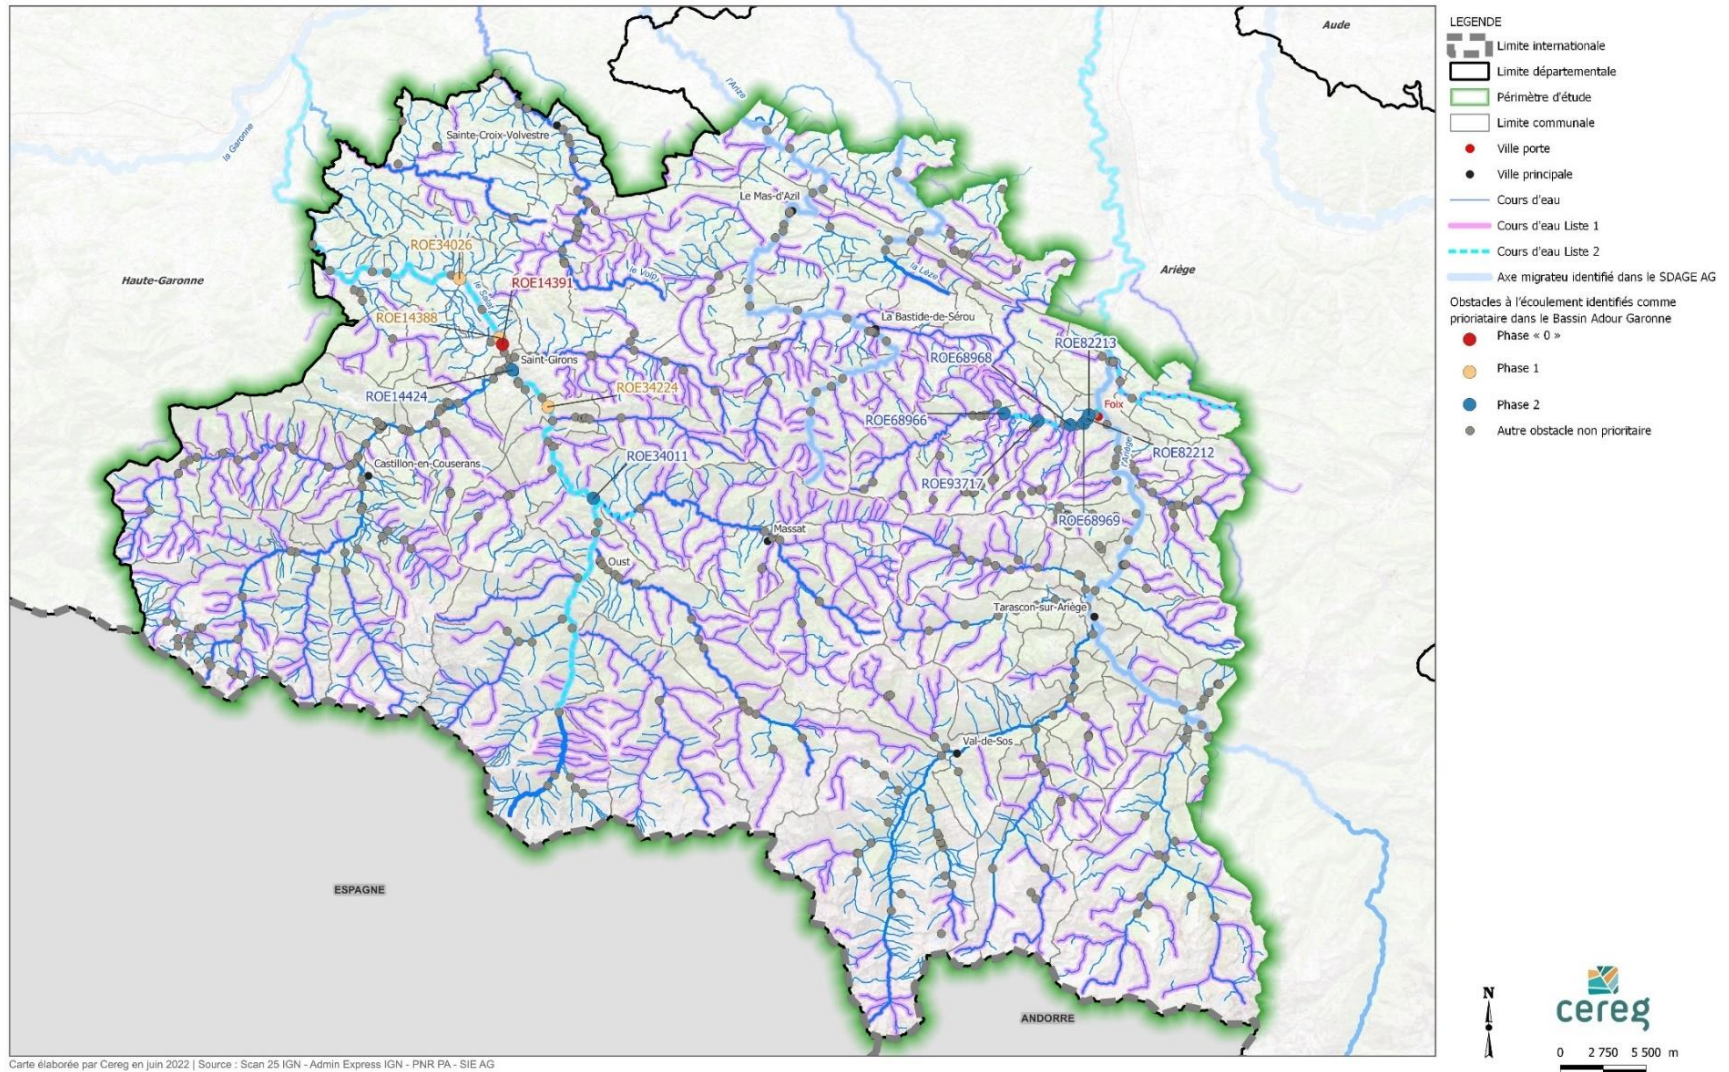 Aude
la Garonne
l'Arize
Sainte-Croix-Volvestre
Le Mas-d'Azil
ROE34026
Haute-Garonne
Ariège
le Volp
la Lèze
le Salat
ROE14391
ROE14388
La Bastide-de-Sérou
ROE82213
ROE68968
Saint-Girons
ROE34224
ROE14424
Foix
ROE68966
ROE82212
l'Ariège
ROE34011
Castillon-en-Couserans
ROE93717
ROE68969
Massat
Oust
Tarascon-sur-Ariège
Val-de-Sos
ESPAGNE
ANDORRE
Carte élaborée par Cereg en juin 2022 | Source : Scan 25 IGN - Admin Express IGN - PNR PA - SIE AG
LEGENDE
Limite internationale
Limite départementale
Périmètre d'étude
Limite communale
Ville porte
Ville principale
Cours d'eau
Cours d'eau Liste 1
Cours d'eau Liste 2
Axe migrateu identifié dans le SDAGE AG
Obstacles à l'écoulement identifiés comme
prioriataire dans le Bassin Adour Garonne
Phase « 0 »
Phase 1
Phase 2
Autre obstacle non prioritaire
N
cereg
0 2 750 5 500 m